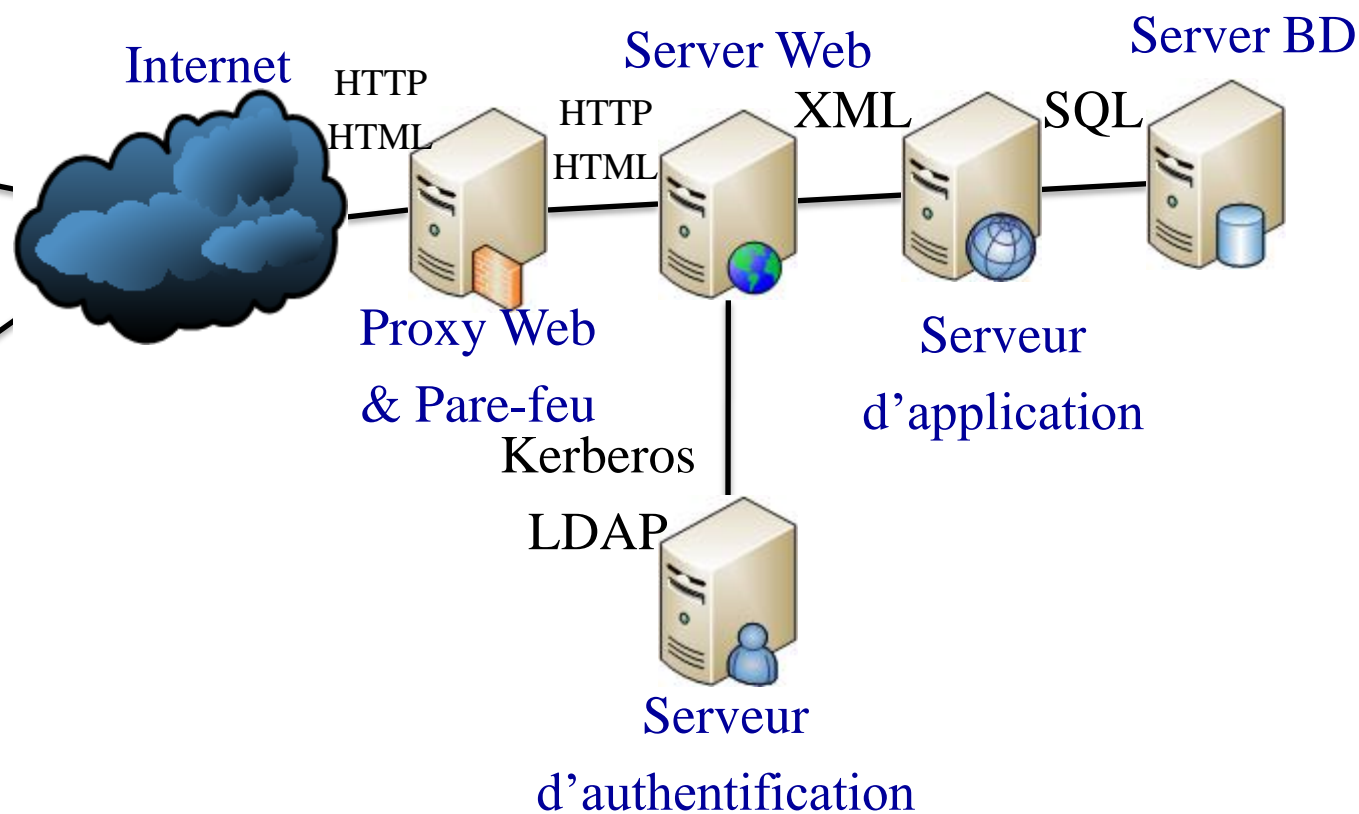 Internet
HTTP
HTML
HTTP
HTML
Server Web
XML
SQL
Server BD
Proxy Web
& Pare-feu
Serveur
d’application
Kerberos
LDAP
Serveur
d’authentification